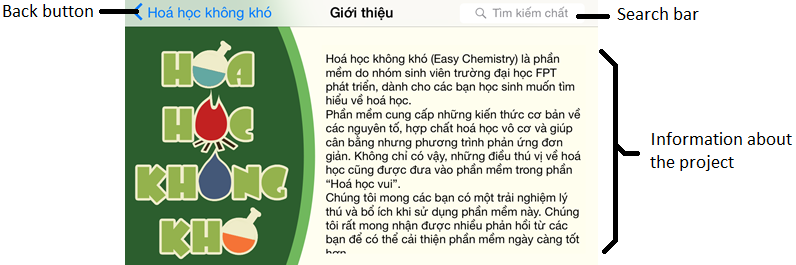 Back button
Hoá học không khó
Giới thiệu
Tìm kiếm chất
Search bar
HOA
HỌC
KHÔNG
KHÓ
Hoá học không khó (Easy Chemistry) là phần
mềm do nhóm sinh viên trường đại học FPT
phát triển, dành cho các bạn học sinh muốn tìm
hiểu về hoá học.
Phần mềm cung cấp những kiến thức cơ bản về
các nguyên tố, hợp chất hoá học vô cơ và giúp
cân bằng nhưng phương trình phản ứng đơn
giản. Không chỉ có vậy, những điều thú vị về hoá
học cũng được đưa vào phần mềm trong phần
“Hoá học vui”.
Chúng tôi mong các bạn có một trải nghiệm lý
thú và bổ ích khi sử dụng phần mềm này. Chúng
tôi rất mong nhận được nhiều phản hồi từ các
bạn để có thể cải thiện phần mềm ngày càng tốt
hơn
Information about
the project